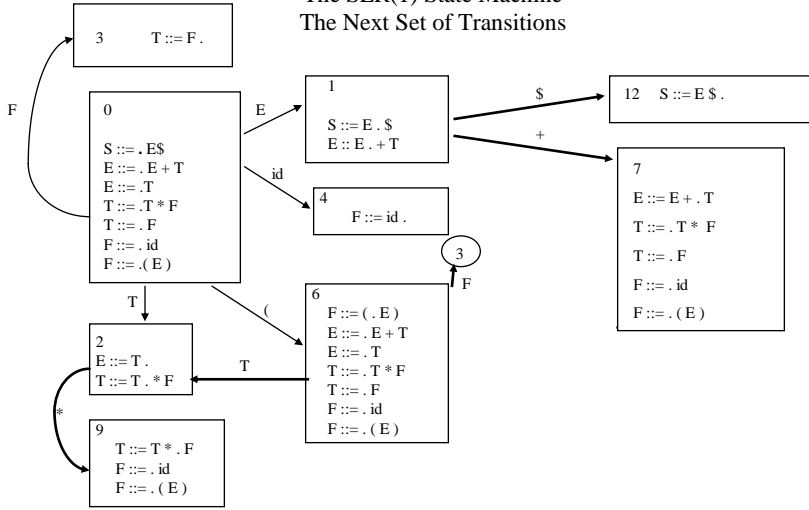 The SLR(1) State Machine
The Next Set of Transitions
3 T ::= F .
F
0
S ::= . E$
E ::= . E + T
E ::= .T
T ::= .T * F
T ::= . F
F ::= . id
F ::= .( E )
E
id
1
S ::= E . $
E :: E . + T
$
+
12 S ::= E $ .
4
F ::= id .
7
E ::= E + . T
T ::= . T * F
T ::= . F
F ::= . id
F ::= . ( E )
3
F
T
(
6
F ::= ( . E )
E ::= . E + T
E ::= . T
T ::= . T * F
T ::= . F
F ::= . id
F ::= . ( E )
T
2
E ::= T .
T ::= T . * F
*
9
T ::= T * . F
F ::= . id
F ::= . ( E )